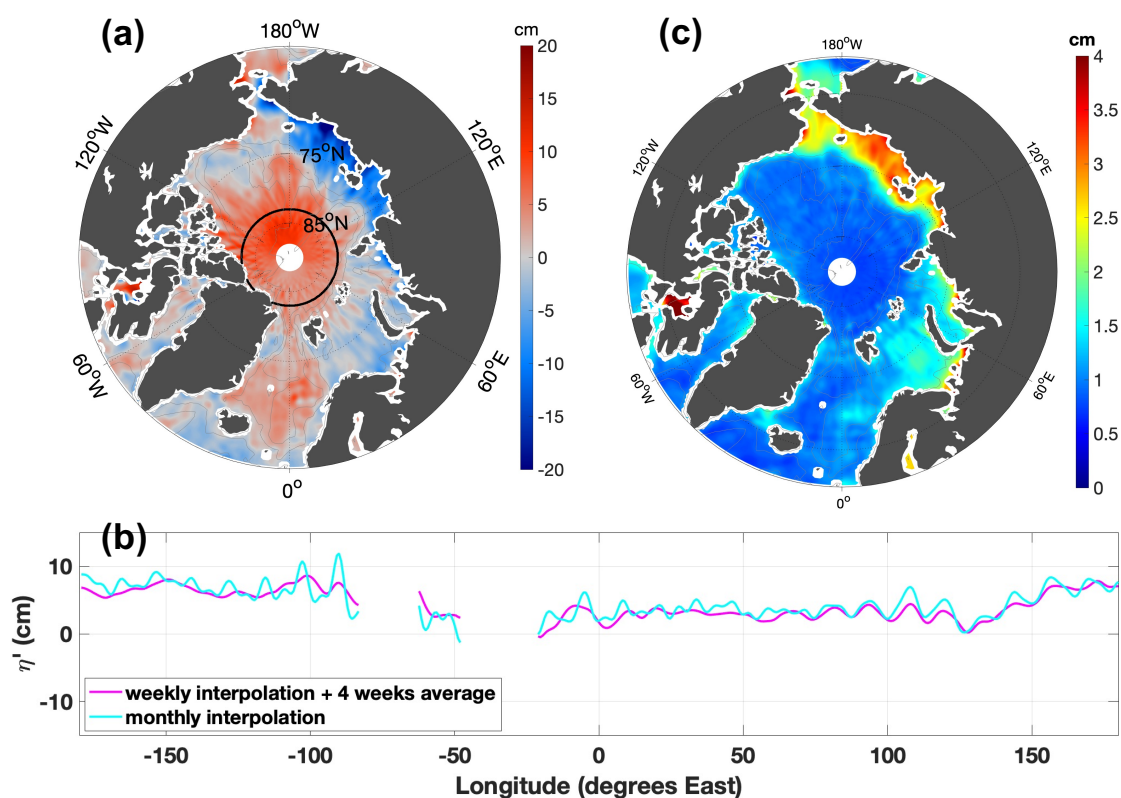 (a)
180°W
120°W
120°E
75°N
85°N
60°W
60°E
0°
cm
20
15
10
5
0
-5
-10
-15
-20
(c)
180°W
120°W
120°E
60°W
60°E
0°
cm
4
3.5
3
2.5
2
1.5
1
0.5
0
(b)
10
0
-10
η' (cm)
weekly interpolation + 4 weeks average
monthly interpolation
-150 -100 -50 0 50 100 150
Longitude (degrees East)